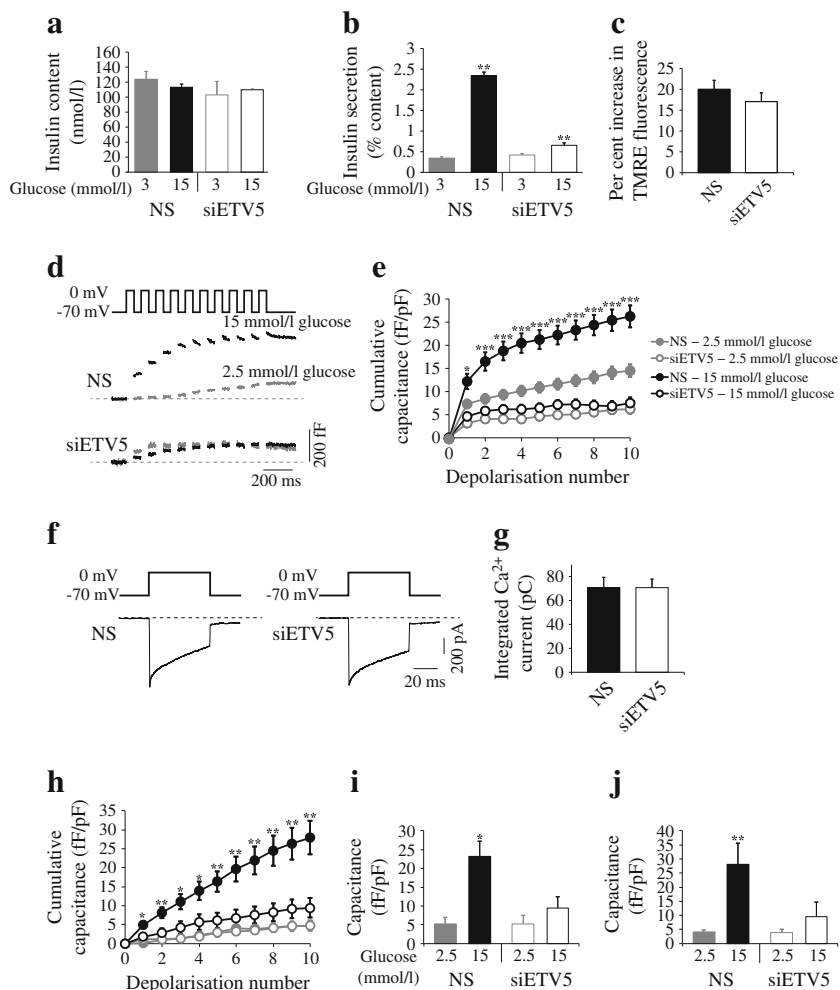 a
Insulin content
(nmol/l)
160
140
120
100
80
60
40
20
0
Glucose (mmol/l)
3 15 3 15
NS siETV5
b
Insulin secretion
(% content)
3
2.5
2
1.5
1
0.5
0
** **
Glucose (mmol/l)
3 15 3 15
NS siETV5
c
Per cent increase in
TMRE fluorescence
25
20
15
10
5
0
NS
siETV5
d
0 mV
-70 mV
15 mmol/l glucose
NS
2.5 mmol/l glucose
siETV5
200 fF
200 ms
e
Cumulative
capacitance (fF/pF)
30
25
20
15
10
5
0
* *** *** *** *** *** *** *** *** ***
0 2 4 6 8 10
Depolarisation number
NS – 2.5 mmol/l glucose
siETV5 – 2.5 mmol/l glucose
NS – 15 mmol/l glucose
siETV5 – 15 mmol/l glucose
f
0 mV
-70 mV
NS
0 mV
-70 mV
siETV5
200 pA
20 ms
g
Integrated Ca2+
current (pC)
80
60
40
20
0
NS
siETV5
h
Cumulative
capacitance (fF/pF)
35
30
25
20
15
10
5
0
* ** * * ** ** ** ** ** **
0 2 4 6 8 10
Depolarisation number
i
Capacitance
(fF/pF)
30
25
20
15
10
5
0
*
Glucose
(mmol/l)
2.5 15 2.5 15
NS siETV5
j
Capacitance
(fF/pF)
40
35
30
25
20
15
10
5
0
**
2.5 15 2.5 15
NS siETV5